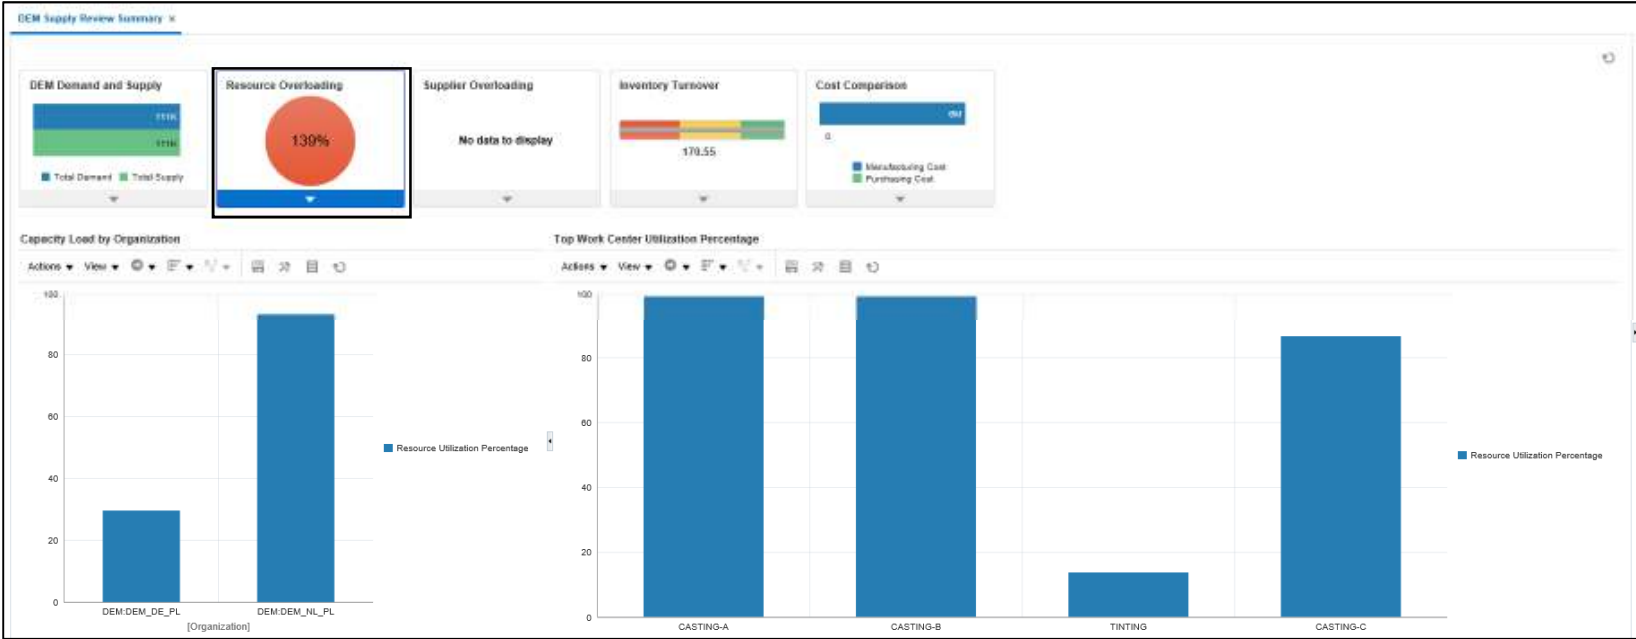 DEM Supply Review Summary ×
DEM Demand and Supply
Total Demand Total Supply
Resource Overloading
139%
Supplier Overloading
No data to display
Inventory Turnover
170.55
Cost Comparison
0
Manufacturing Cost
Purchasing Cost
Capacity Load by Organization
Actions View
100
80
60
40
20
0
DEM:DEM_DE_PL DEM:DEM_NL_PL
[Organization]
Resource Utilization Percentage
Top Work Center Utilization Percentage
Actions View
100
80
60
40
20
0
CASTING-A CASTING-B TINTING CASTING-C
Resource Utilization Percentage